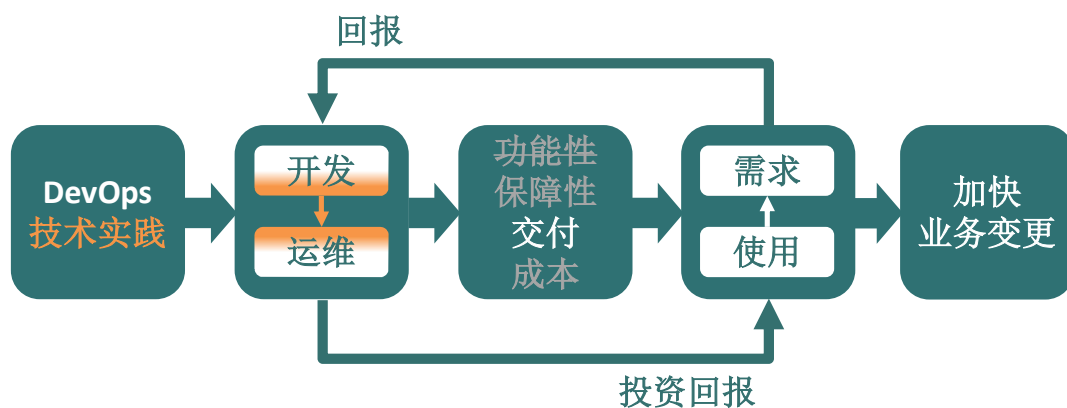 回报
DevOps
技术实践
开发
运维
功能性
保障性
交付
成本
需求
使用
加快
业务变更
投资回报